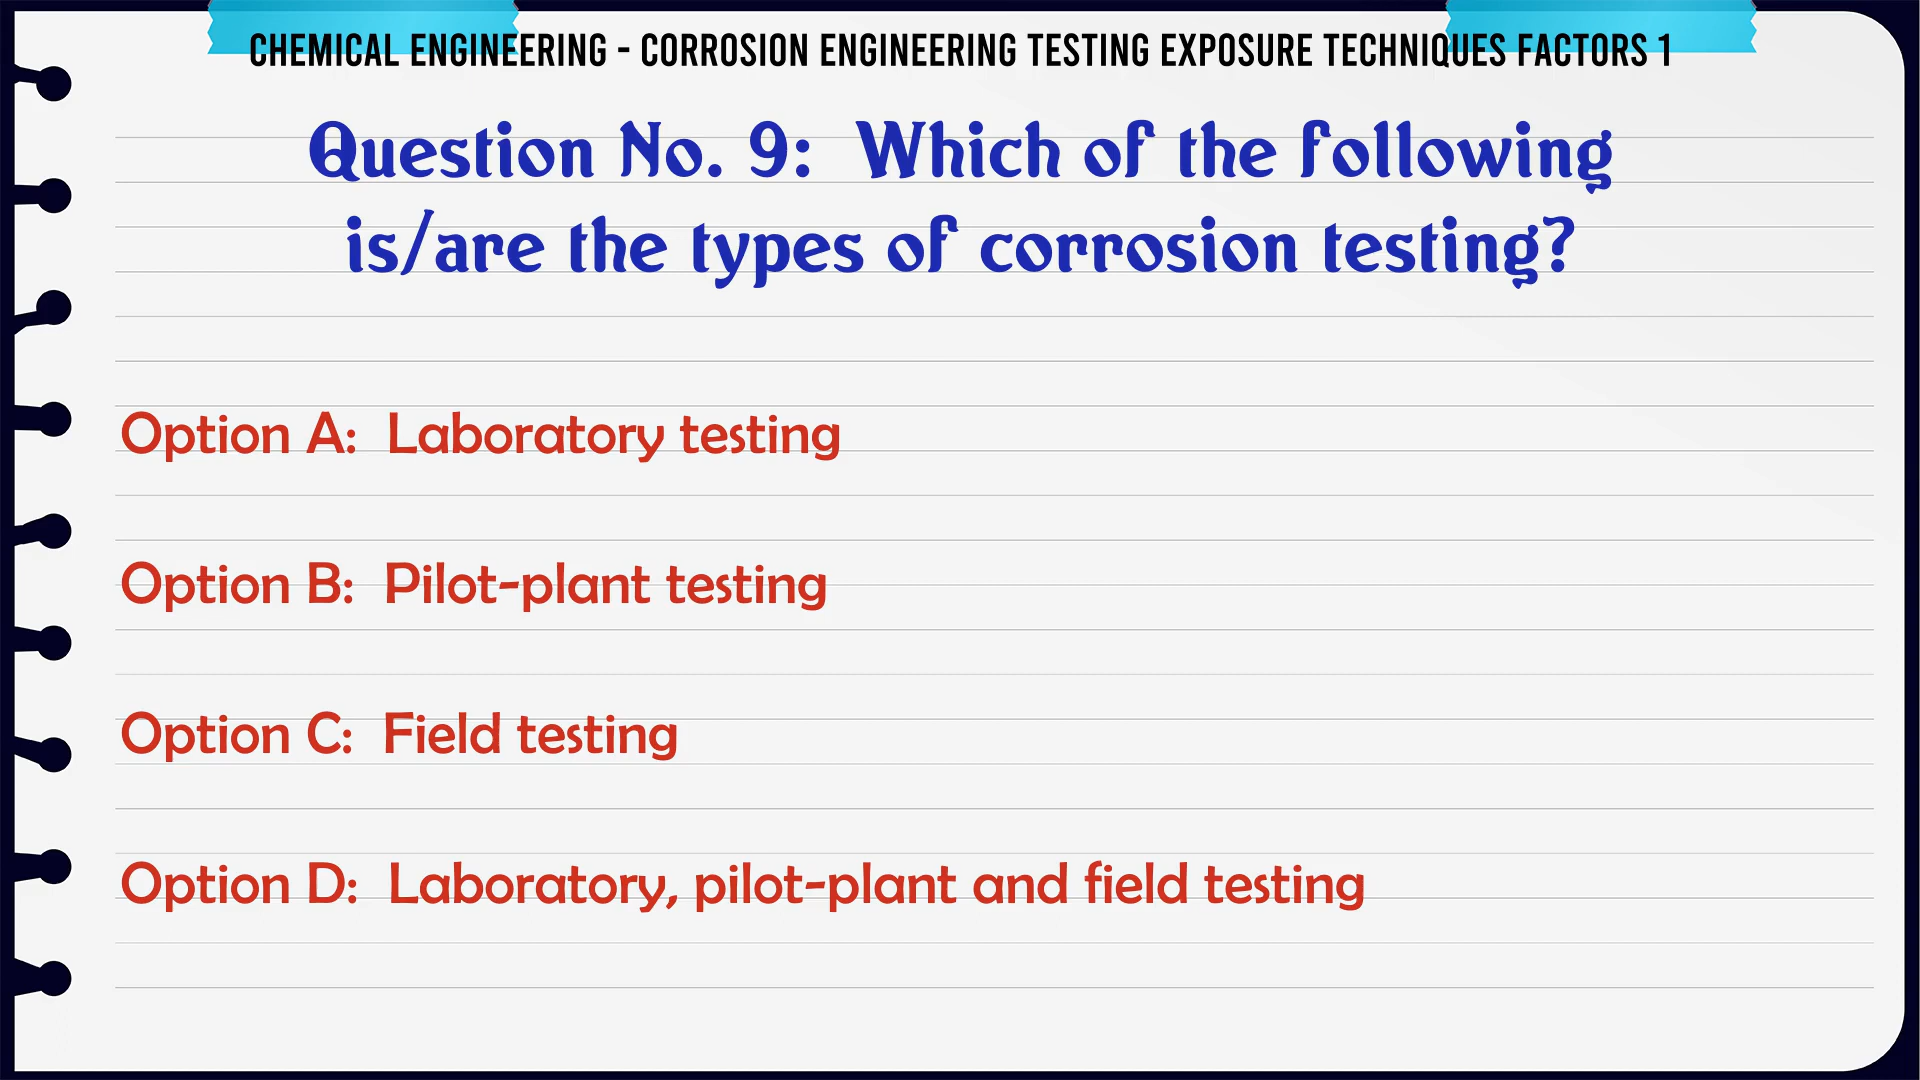 CHEMICAL ENGINEERING - CORROSION ENGINEERING TESTING EXPOSURE TECHNIQUES FACTORS 1
Question No. 9: Which of the following
is/are the types of corrosion testing?
Option A: Laboratory testing
Option B: Pilot-plant testing
Option C: Field testing
Option D: Laboratory, pilot-plant and field testing